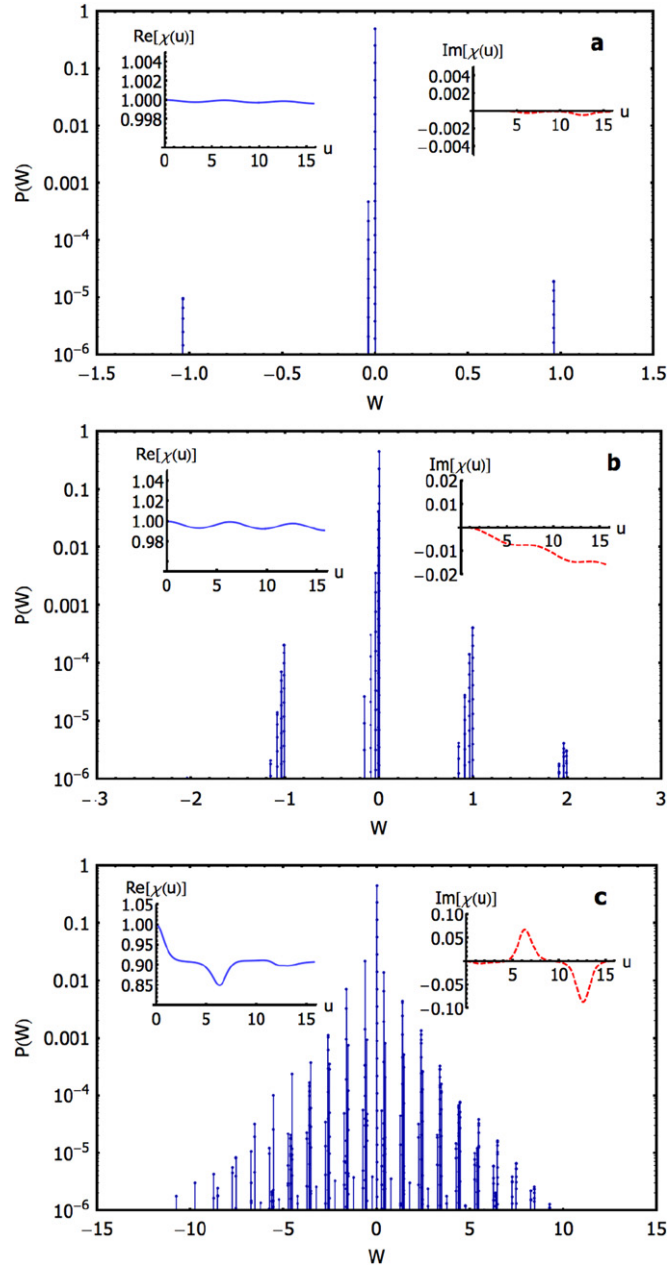 1
0.1
0.01
0.001
10⁻⁴
10⁻⁵
10⁻⁶
P(W)
a
Re[χ(u)]
1.004
1.002
1.000
0.998
0 5 10 15 u
Im[χ(u)]
0.004
0.002
−0.002
−0.004
5 10 15 u
−1.5 −1.0 −0.5 0.0 0.5 1.0 1.5
W
1
0.1
0.01
0.001
10⁻⁴
10⁻⁵
10⁻⁶
P(W)
b
Re[χ(u)]
1.04
1.02
1.00
0.98
0 5 10 15 u
Im[χ(u)]
0.02
0.01
−0.01
−0.02
5 10 15 u
−3 −2 −1 0 1 2 3
W
1
0.1
0.01
0.001
10⁻⁴
10⁻⁵
10⁻⁶
P(W)
c
Re[χ(u)]
1.05
1.00
0.95
0.90
0.85
0 5 10 15 u
Im[χ(u)]
0.10
0.05
−0.05
−0.10
5 10 15 u
−15 −10 −5 0 5 10 15
W